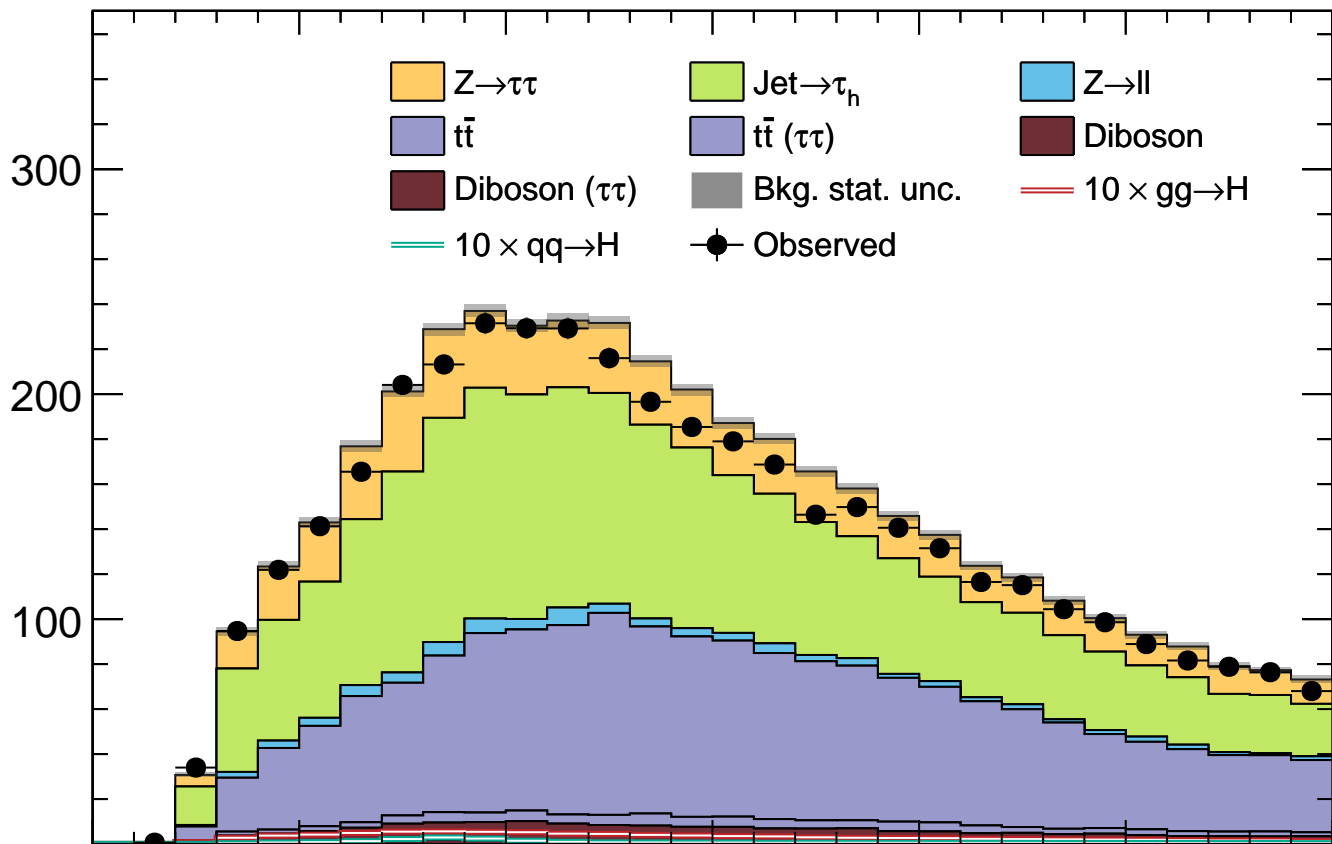 Z→ττ Jet→τh Z→ll
tt̄ tt̄ (ττ) Diboson
300
Diboson (ττ) Bkg. stat. unc. 10 × gg→H
10 × qq→H Observed
200
100